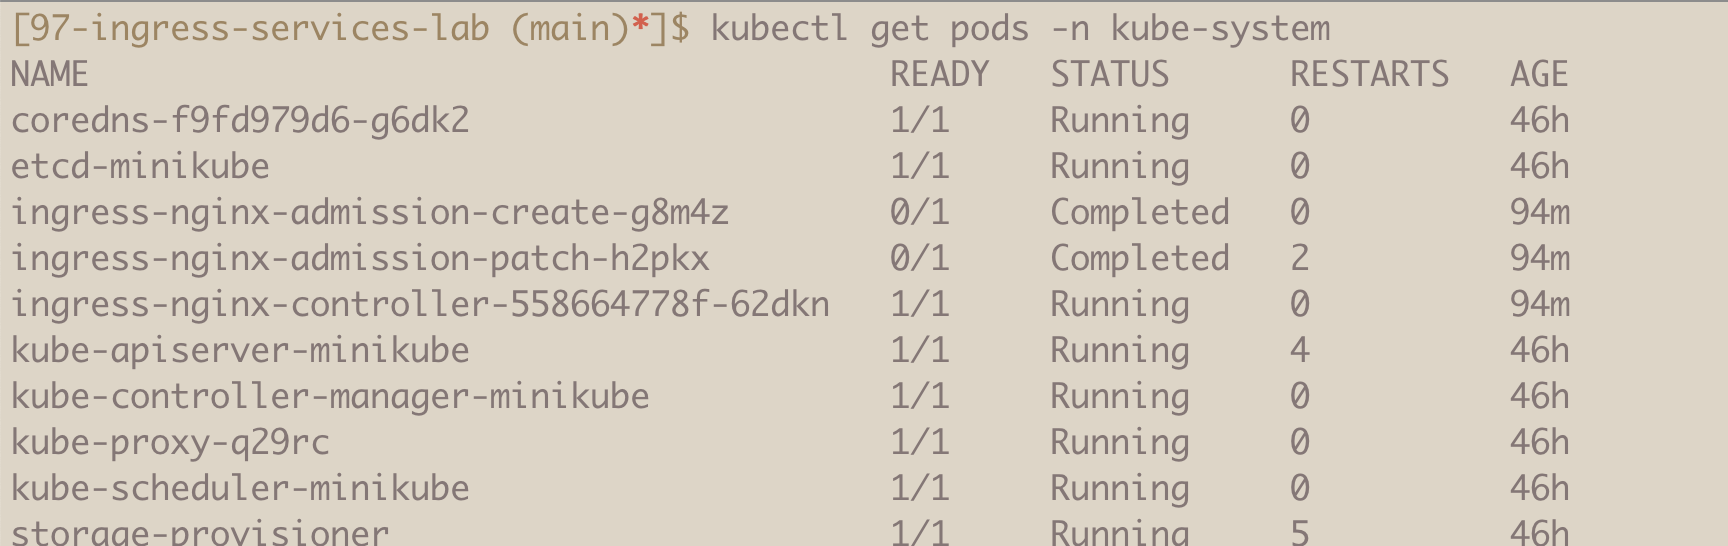 [97-ingress-services-lab (main)*]$ kubectl get pods -n kube-system
NAME                                        READY   STATUS      RESTARTS   AGE
coredns-f9fd979d6-g6dk2                     1/1     Running     0          46h
etcd-minikube                               1/1     Running     0          46h
ingress-nginx-admission-create-g8m4z        0/1     Completed   0          94m
ingress-nginx-admission-patch-h2pkx         0/1     Completed   2          94m
ingress-nginx-controller-558664778f-62dkn   1/1     Running     0          94m
kube-apiserver-minikube                     1/1     Running     4          46h
kube-controller-manager-minikube            1/1     Running     0          46h
kube-proxy-q29rc                            1/1     Running     0          46h
kube-scheduler-minikube                     1/1     Running     0          46h
storage-provisioner                         1/1     Running     5          46h